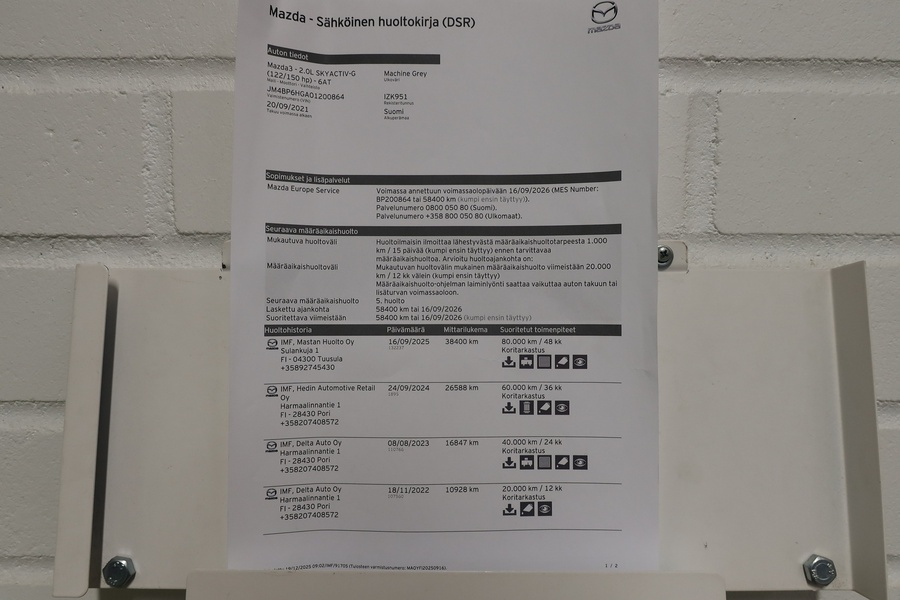 Mazda - Sähköinen huoltokirja (DSR)
mazda
Auton tiedot
Mazda3 - 2.0L SKYACTIV-G
(122/150 hp) - 6AT
Malli - Moottori - Vaihteisto
Machine Grey
Ulkoväri
JM4BP6HGA01200864
Valmistenumero (VIN)
IZK951
Rekisteritunnus
20/09/2021
Takuu voimassa alkaen
Suomi
Alkuperämaa
Sopimukset ja lisäpalvelut
Mazda Europe Service
Voimassa annettuun voimassaolopäivään 16/09/2026 (MES Number:
BP200864 tai 58400 km (kumpi ensin täyttyy)).
Palvelunumero 0800 050 80 (Suomi).
Palvelunumero +358 800 050 80 (Ulkomaat).
Seuraava määräaikaishuolto
Mukautuva huoltoväli
Huoltoilmaisin ilmoittaa lähestyvästä määräaikaishuoltotarpeesta 1.000
km / 15 päivää (kumpi ensin täyttyy) ennen tarvittavaa
määräaikaishuoltoa. Arvioitu huoltoajankohta on:
Määräaikaishuoltoväli
Mukautuvan huoltovälin mukainen määräaikaishuolto viimeistään 20.000
km / 12 kk välein (kumpi ensin täyttyy)
Määräaikaishuolto-ohjelman laiminlyönti saattaa vaikuttaa auton takuun tai
lisäturvan voimassaoloon.
Seuraava määräaikaishuolto 5. huolto
Laskettu ajankohta 58400 km tai 16/09/2026
Suoritettava viimeistään 58400 km tai 16/09/2026 (kumpi ensin täyttyy)
Huoltohistoria Päivämäärä Mittarilukema Suoritetut toimenpiteet
IMF, Mastan Huolto Oy 16/09/2025 38400 km 80.000 km / 48 kk
Sulankuja 1 Koritarkastus
FI - 04300 Tuusula
+35892745430
IMF, Hedin Automotive Retail 24/09/2024 26588 km 60.000 km / 36 kk
Oy Koritarkastus
Harmaalinnantie 1
FI - 28430 Pori
+358207408572
IMF, Delta Auto Oy 08/08/2023 16847 km 40.000 km / 24 kk
Harmaalinnantie 1 Koritarkastus
FI - 28430 Pori
+358207408572
IMF, Delta Auto Oy 18/11/2022 10928 km 20.000 km / 12 kk
Harmaalinnantie 1 Koritarkastus
FI - 28430 Pori
+358207408572
1 / 2